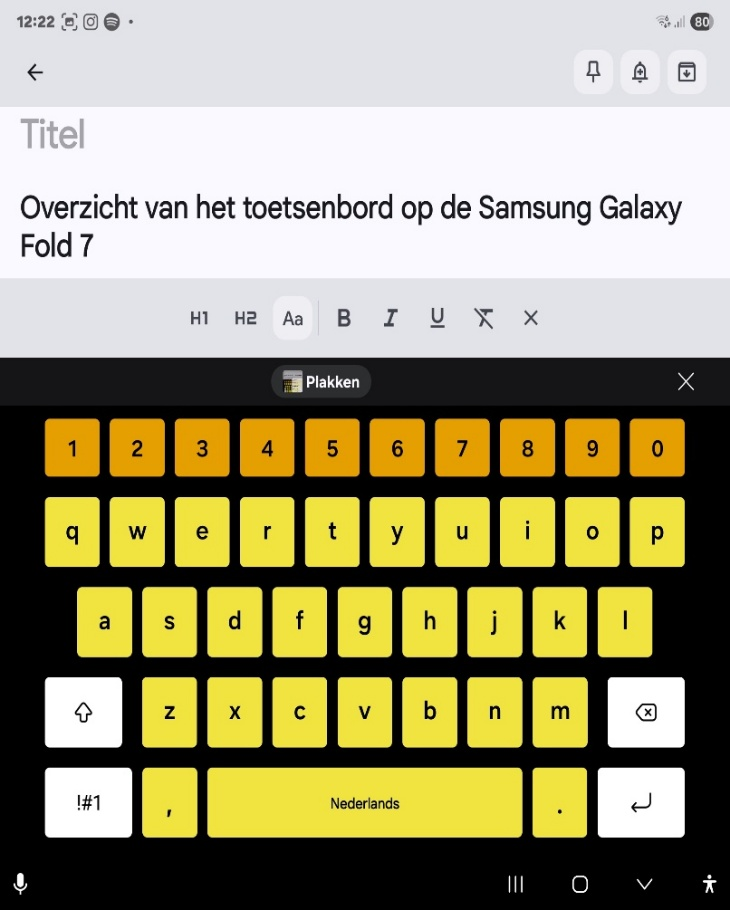 12:22 80
Titel
Overzicht van het toetsenbord op de Samsung Galaxy
Fold 7
H1 H2 Aa B I U T
Plakken
1 2 3 4 5 6 7 8 9 0
q w e r t y u i o p
a s d f g h j k l
z x c v b n m
!#1 , Nederlands .